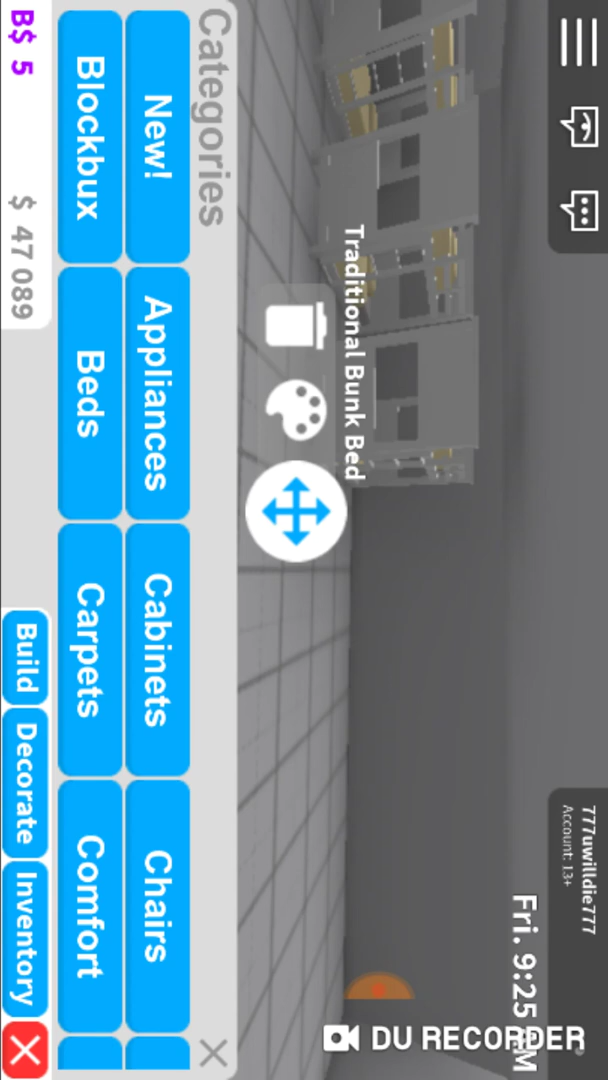 777uwilldie777
Account: 13+
Fri. 9:25
DU RECORDER
Traditional Bunk Bed
Categories
New!
Appliances
Cabinets
Chairs
Blockbux
Beds
Carpets
Comfort
B$ 5
$ 47 089
Build
Decorate
Inventory